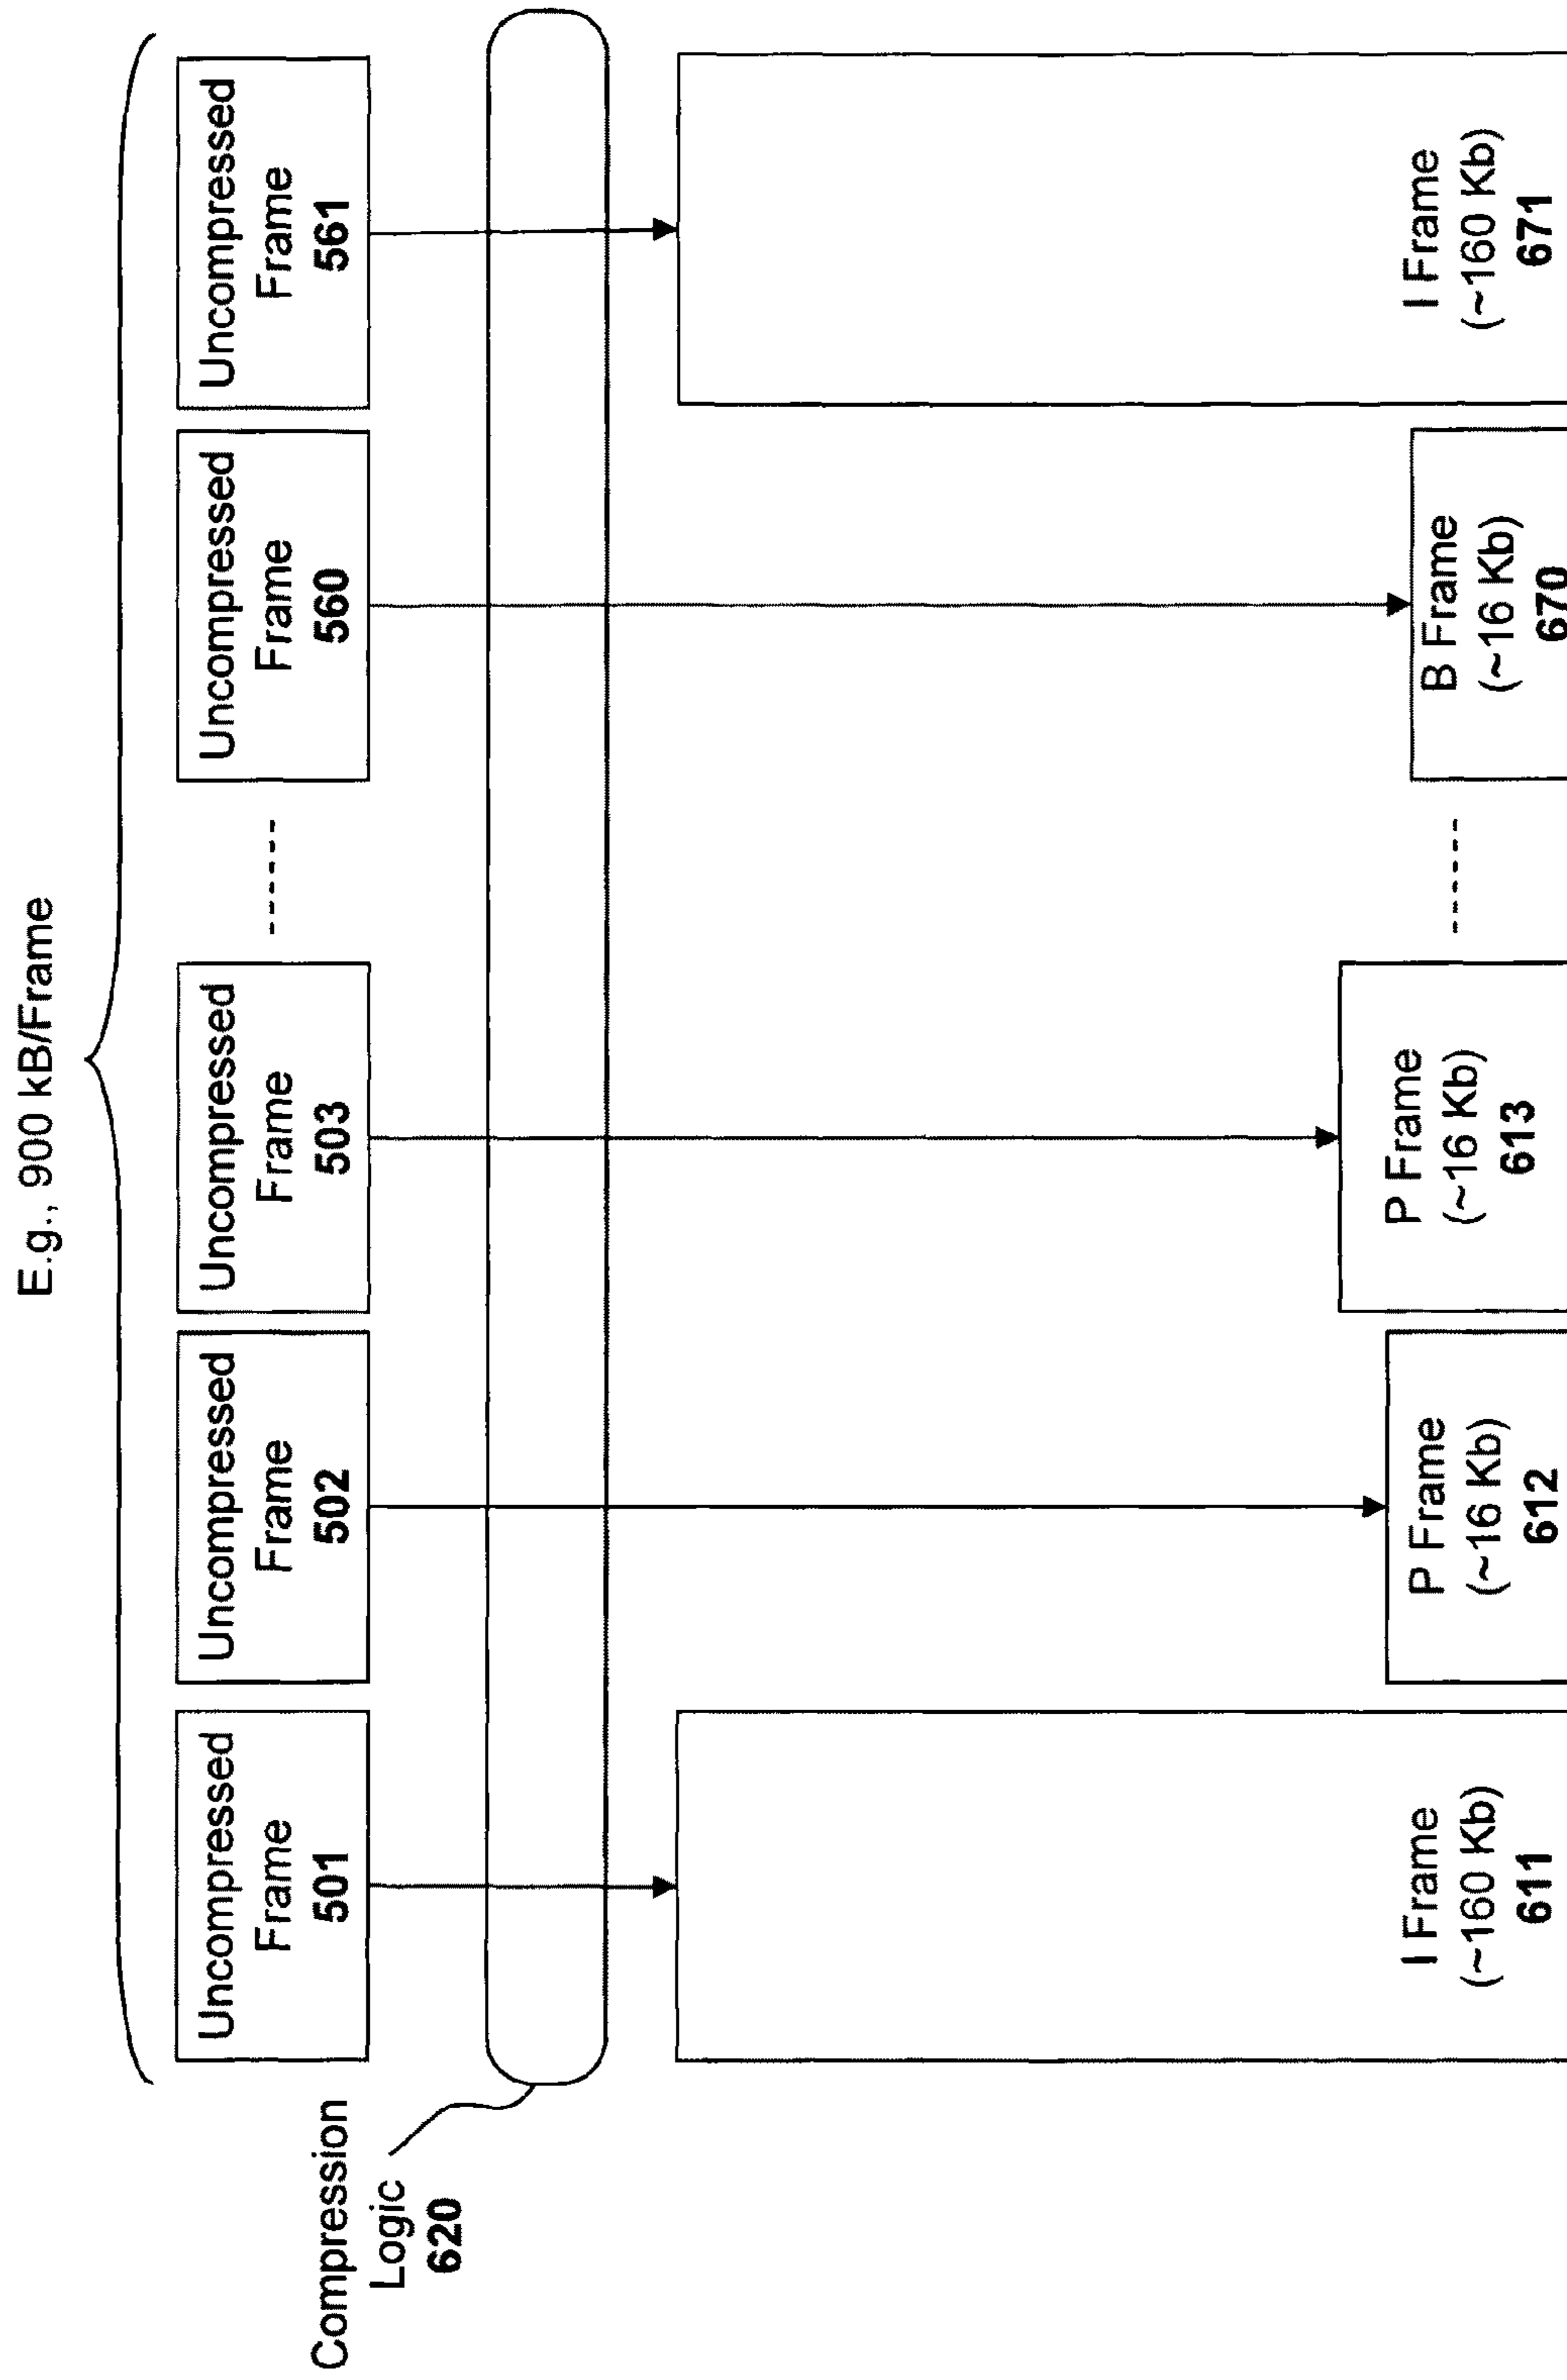 E.g., 900 kB/Frame
Uncompressed
Frame
501
Uncompressed
Frame
502
Uncompressed
Frame
503
------
Uncompressed
Frame
560
Uncompressed
Frame
561
Compression
Logic
620
I Frame
(~160 Kb)
611
P Frame
(~16 Kb)
612
P Frame
(~16 Kb)
613
------
B Frame
(~16 Kb)
670
I Frame
(~160 Kb)
671